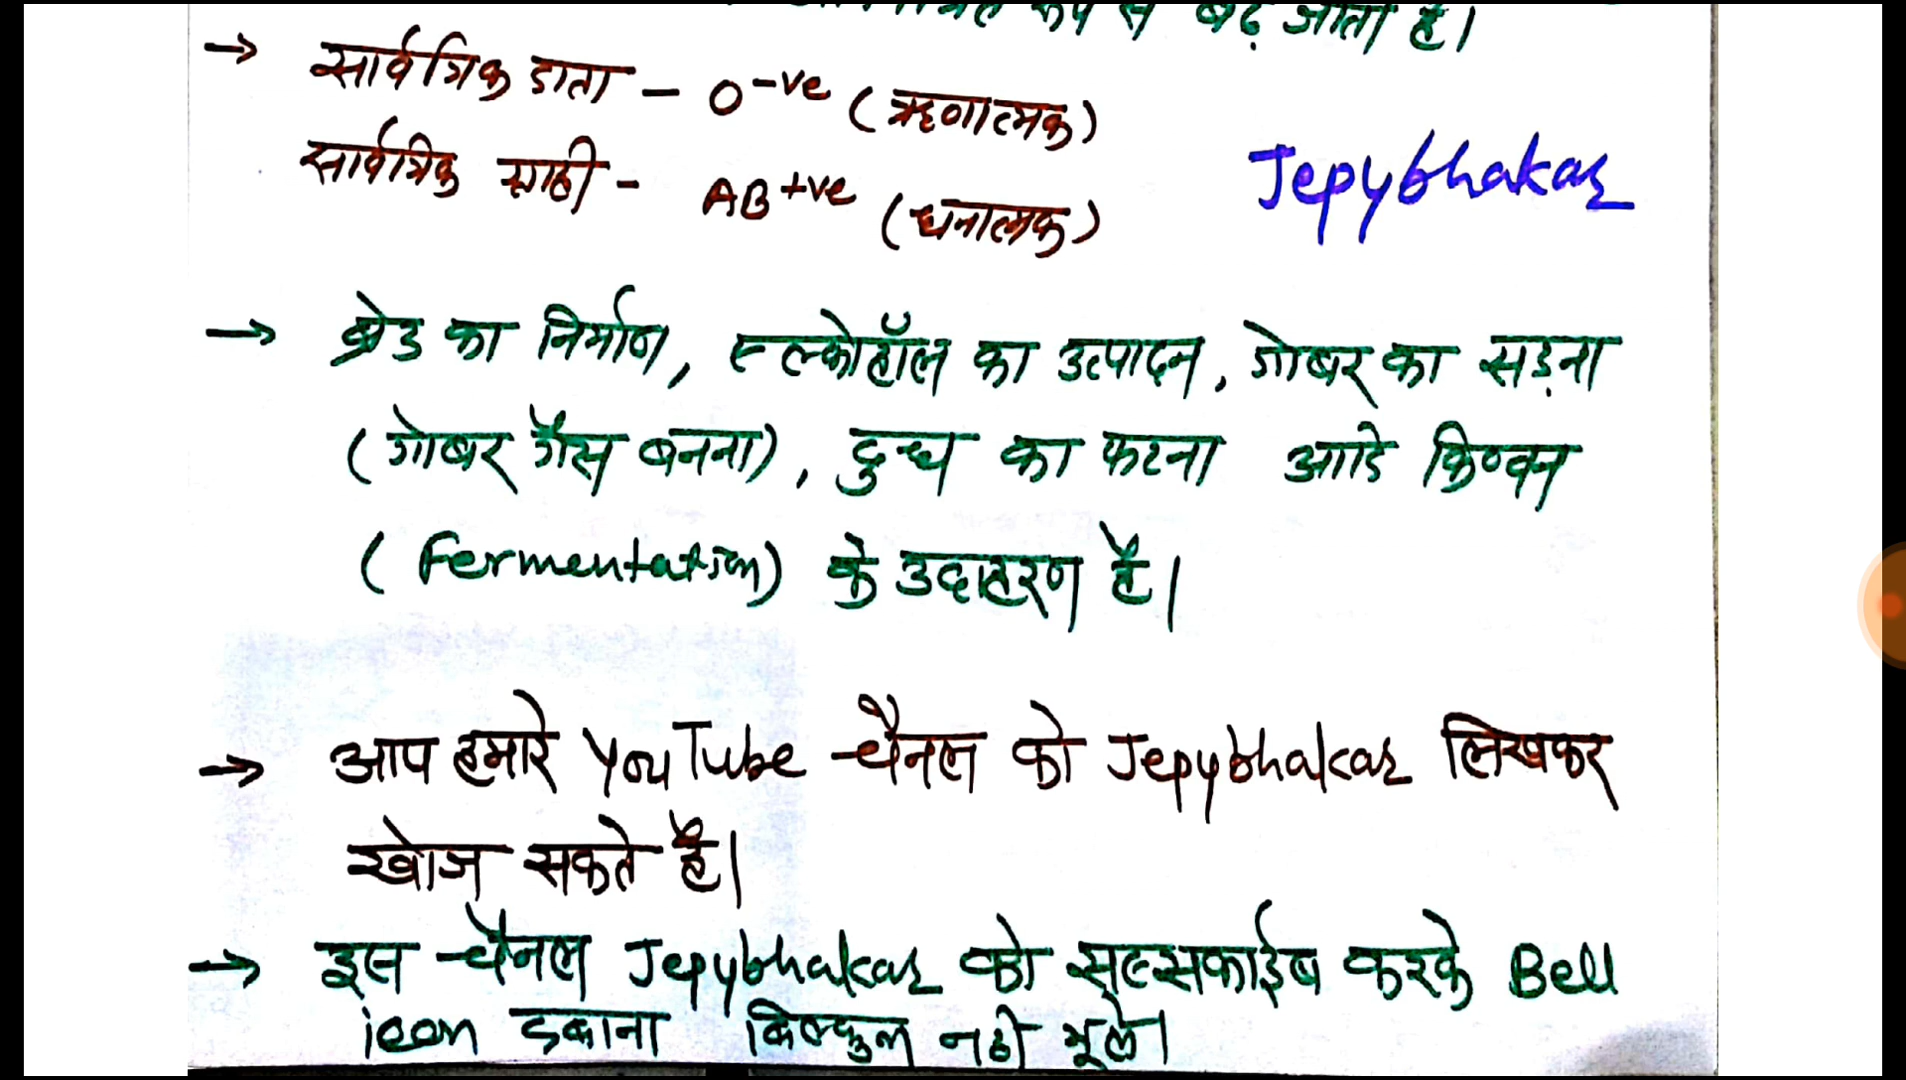 रूप से बढ़ जाता है।
→ सार्वत्रिक दाता - O-ve (ऋणात्मक)
सार्वत्रिक ग्राही - AB+ve (धनात्मक)
Jepybhakar
→ ब्रेड का निर्माण, एल्कोहॉल का उत्पादन, गोबर का सड़ना
(गोबर गैस बनना), दुग्ध का फटना आदि किण्वन
(Fermentation) के उदाहरण है।
→ आप हमारे YouTube चैनल को Jepybhakar लिखकर
खोज सकते है।
→ इस चैनल Jepybhakar को सब्सक्राईब करके Bell
icon दबाना बिल्कुल नही भूले।